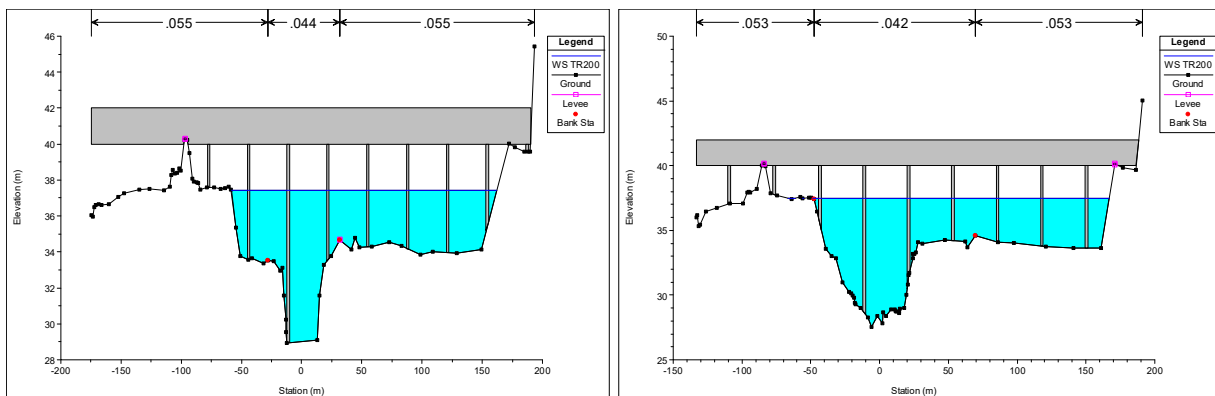 .055 .044 .055
46
44
42
40
38
36
34
32
30
28
-200 -150 -100 -50 0 50 100 150 200
Station (m)
Elevation (m)
Legend
WS TR200
Ground
Levee
Bank Sta
.053 .042 .053
50
45
40
35
30
25
-150 -100 -50 0 50 100 150 200
Station (m)
Elevation (m)
Legend
WS TR200
Ground
Levee
Bank Sta